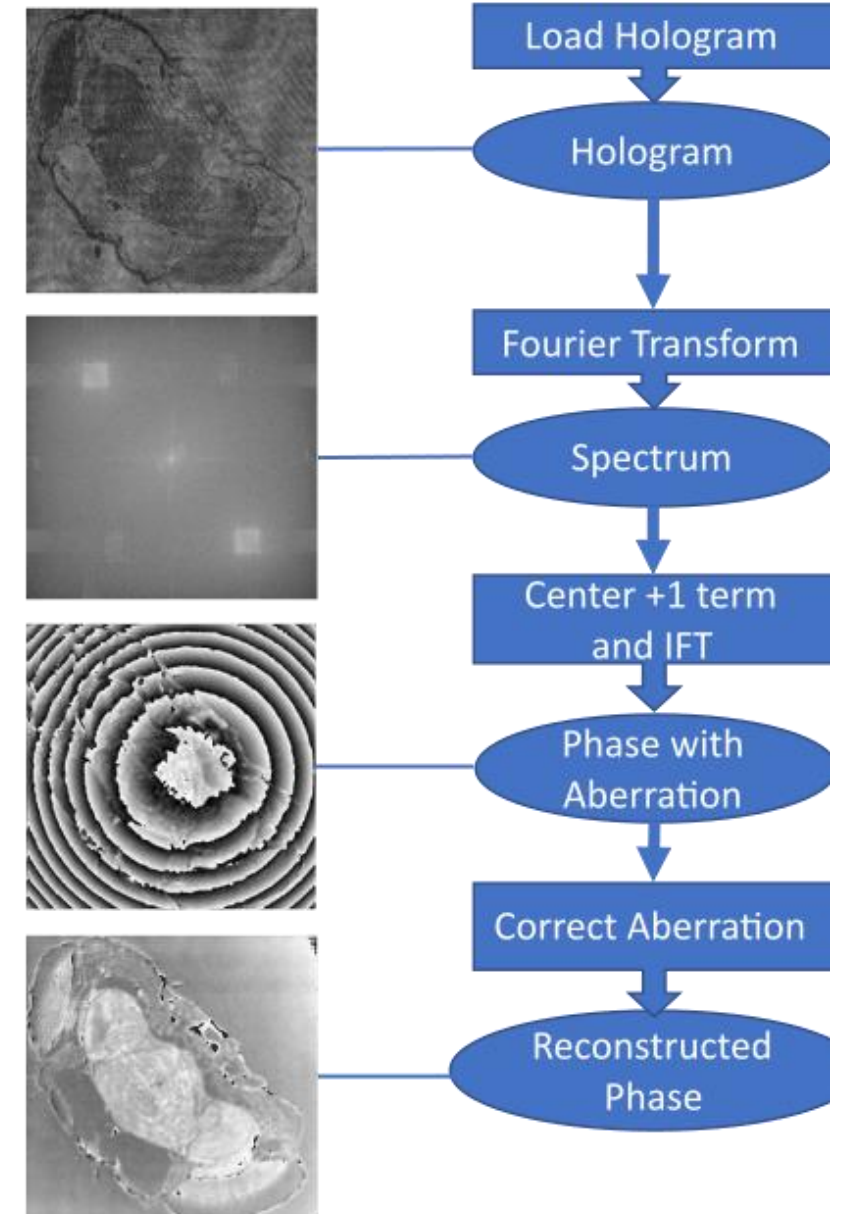 Load Hologram
Hologram
Fourier Transform
Spectrum
Center +1 term
and IFT
Phase with
Aberration
Correct Aberration
Reconstructed
Phase